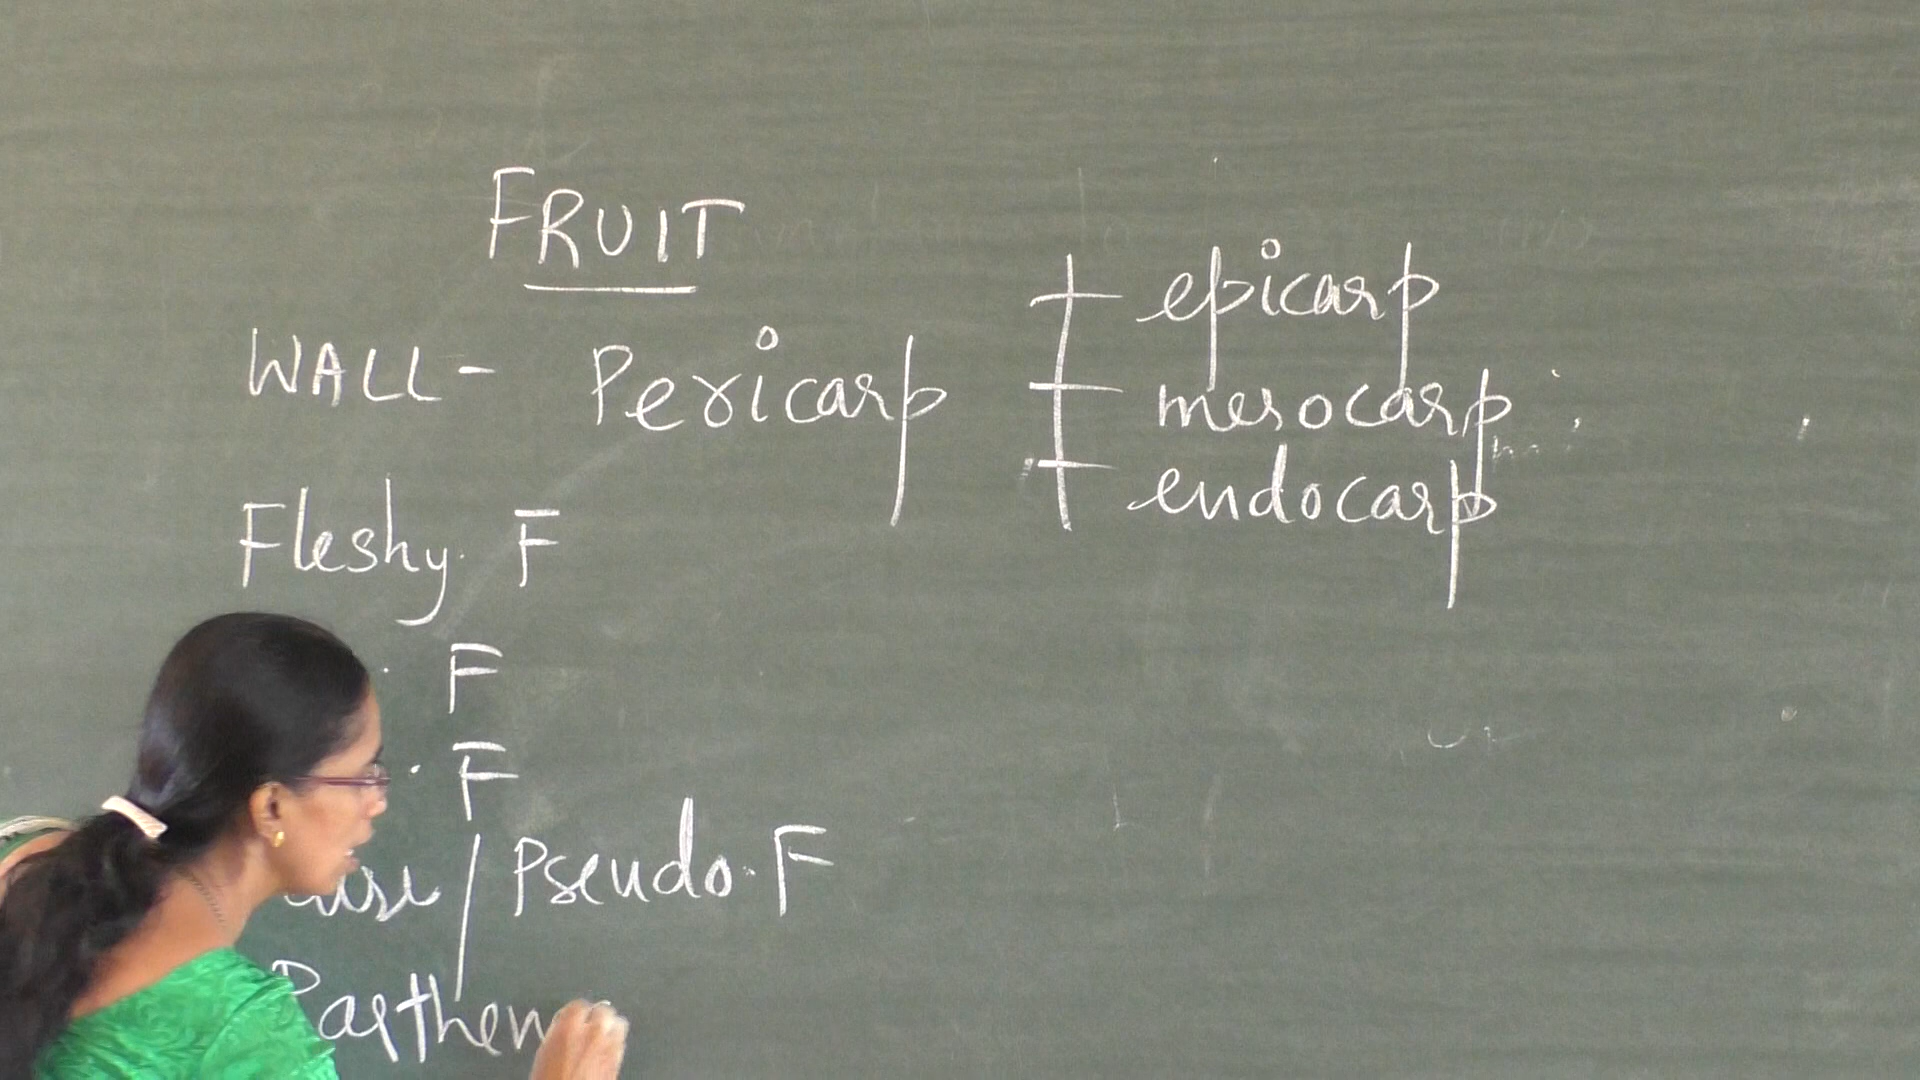 FRUIT
WALL - Pericarp
epicarp
mesocarp
endocarp
Fleshy. F
F
F
/ Pseudo. F
Parthen